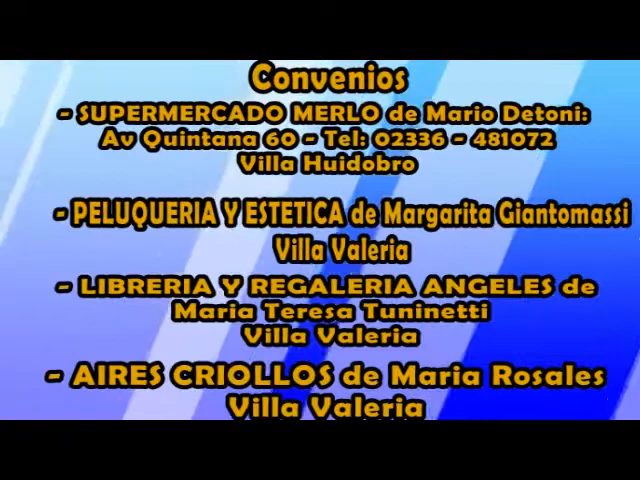 Convenios
- SUPERMERCADO MERLO de Mario Detoni:
Av Quintana 60 - Tel: 02336 - 481072
Villa Huidobro
- PELUQUERIA Y ESTETICA de Margarita Giantomassi
Villa Valeria
- LIBRERIA Y REGALERIA ANGELES de
Maria Teresa Tuninetti
Villa Valeria
- AIRES CRIOLLOS de Maria Rosales
Villa Valeria